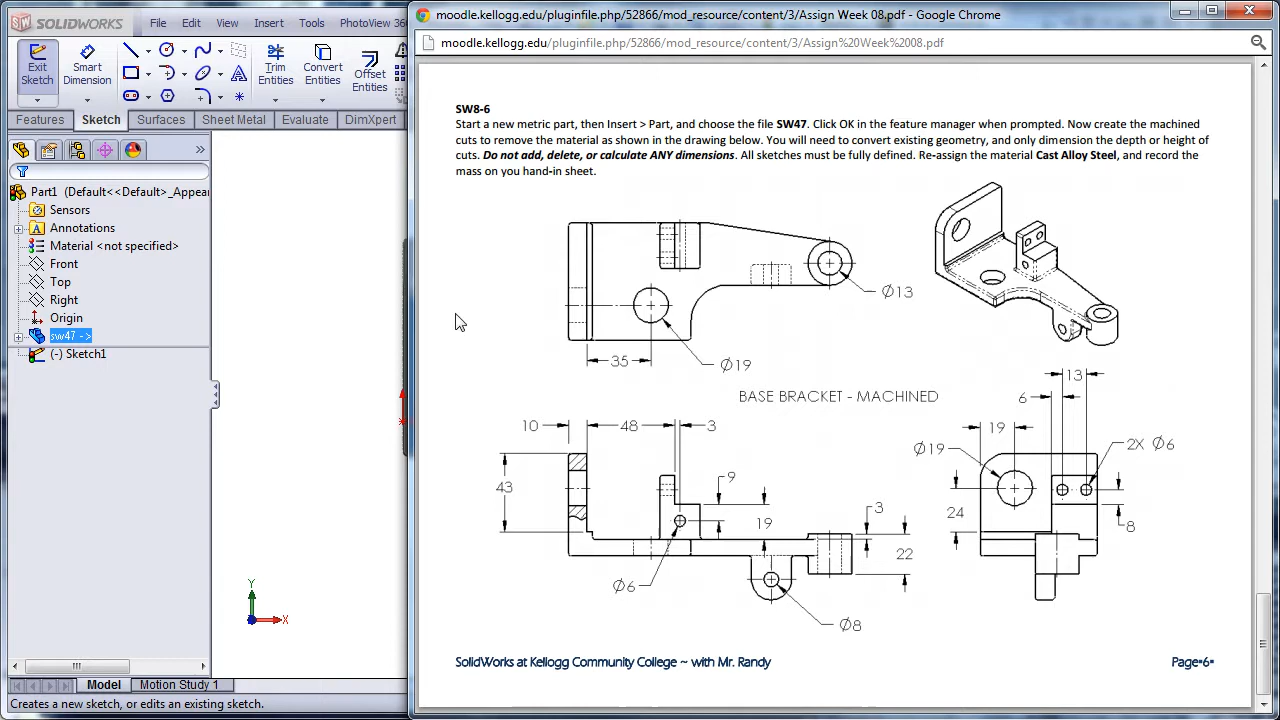 SOLIDWORKS
File
Edit
View
Insert
Tools
PhotoView 36
moodle.kellogg.edu/pluginfile.php/52866/mod_resource/content/3/Assign Week 08.pdf - Google Chrome
moodle.kellogg.edu/pluginfile.php/52866/mod_resource/content/3/Assign%20Week%2008.pdf
Exit Sketch
Smart Dimension
Trim Entities
Convert Entities
Offset Entities
Features
Sketch
Surfaces
Sheet Metal
Evaluate
DimXpert
Part1 (Default<<Default>_Appear
Sensors
Annotations
Material <not specified>
Front
Top
Right
Origin
sw47 ->
(-) Sketch1
Y
X
Model
Motion Study 1
Creates a new sketch, or edits an existing sketch.
SW8-6
Start a new metric part, then Insert > Part, and choose the file SW47. Click OK in the feature manager when prompted. Now create the machined
cuts to remove the material as shown in the drawing below. You will need to convert existing geometry, and only dimension the depth or height of
cuts. Do not add, delete, or calculate ANY dimensions. All sketches must be fully defined. Re-assign the material Cast Alloy Steel, and record the
mass on you hand-in sheet.
Ø13
35
Ø19
BASE BRACKET - MACHINED
13
6
10
48
3
19
Ø19
2X Ø6
43
9
19
3
22
24
8
Ø6
Ø8
SolidWorks at Kellogg Community College ~ with Mr. Randy
Page▪6▪